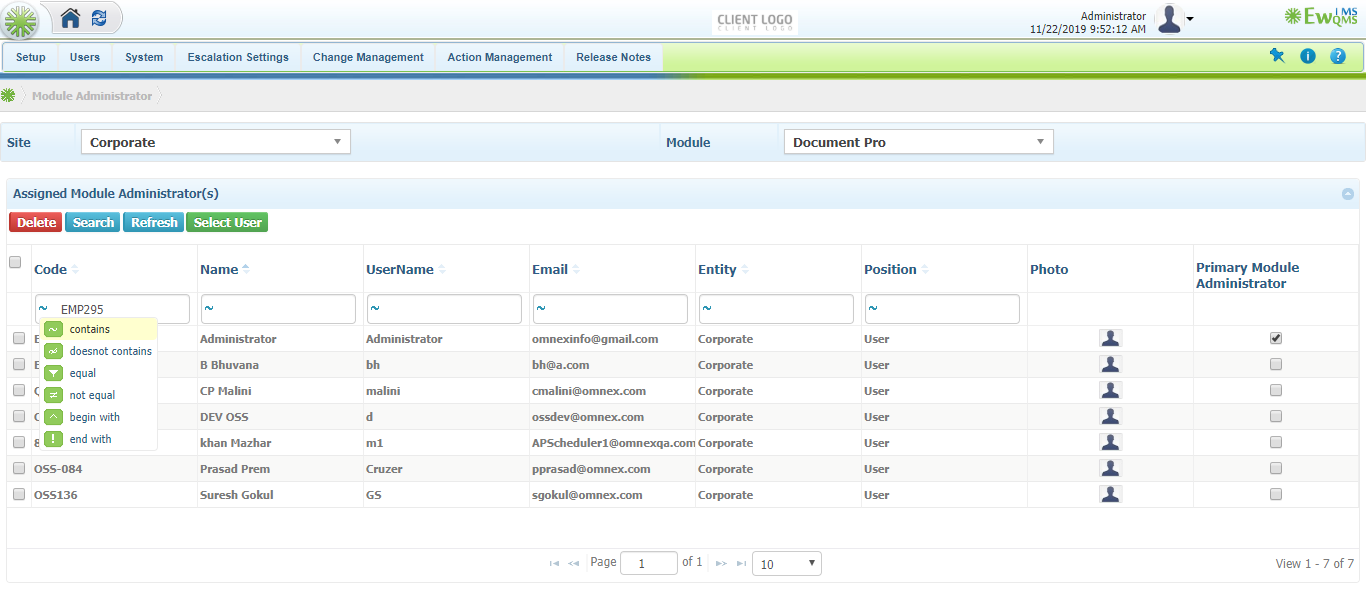 CLIENT LOGO
CLIENT LOGO
Administrator
11/22/2019 9:52:12 AM
EwQMS iMS
Setup Users System Escalation Settings Change Management Action Management Release Notes
Module Administrator
Site Corporate Module Document Pro
Assigned Module Administrator(s)
Delete Search Refresh Select User
Code Name UserName Email Entity Position Photo Primary Module
Administrator
~ EMP295 ~ ~ ~ ~ ~
contains
doesnot contains
equal
not equal
begin with
end with
E Administrator Administrator omnexinfo@gmail.com Corporate User
E B Bhuvana bh bh@a.com Corporate User
CP Malini malini cmalini@omnex.com Corporate User
DEV OSS d ossdev@omnex.com Corporate User
8 khan Mazhar m1 APScheduler1@omnexqa.com Corporate User
OSS-084 Prasad Prem Cruzer pprasad@omnex.com Corporate User
OSS136 Suresh Gokul GS sgokul@omnex.com Corporate User
Page 1 of 1 10 View 1 - 7 of 7